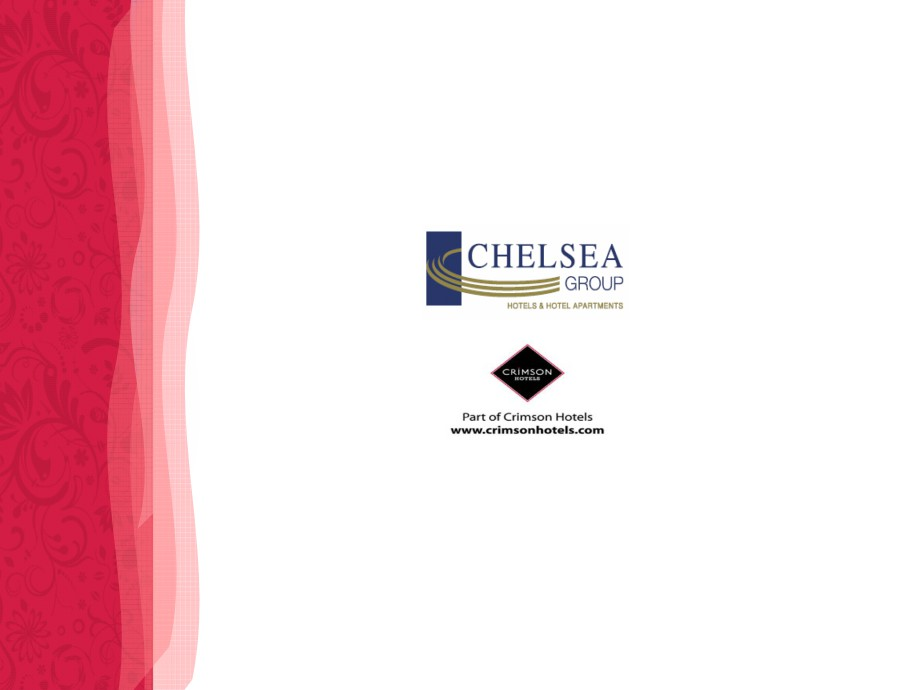 CHELSEA
GROUP
HOTELS & HOTEL APARTMENTS
CRiMSON
HOTELS
Part of Crimson Hotels
www.crimsonhotels.com